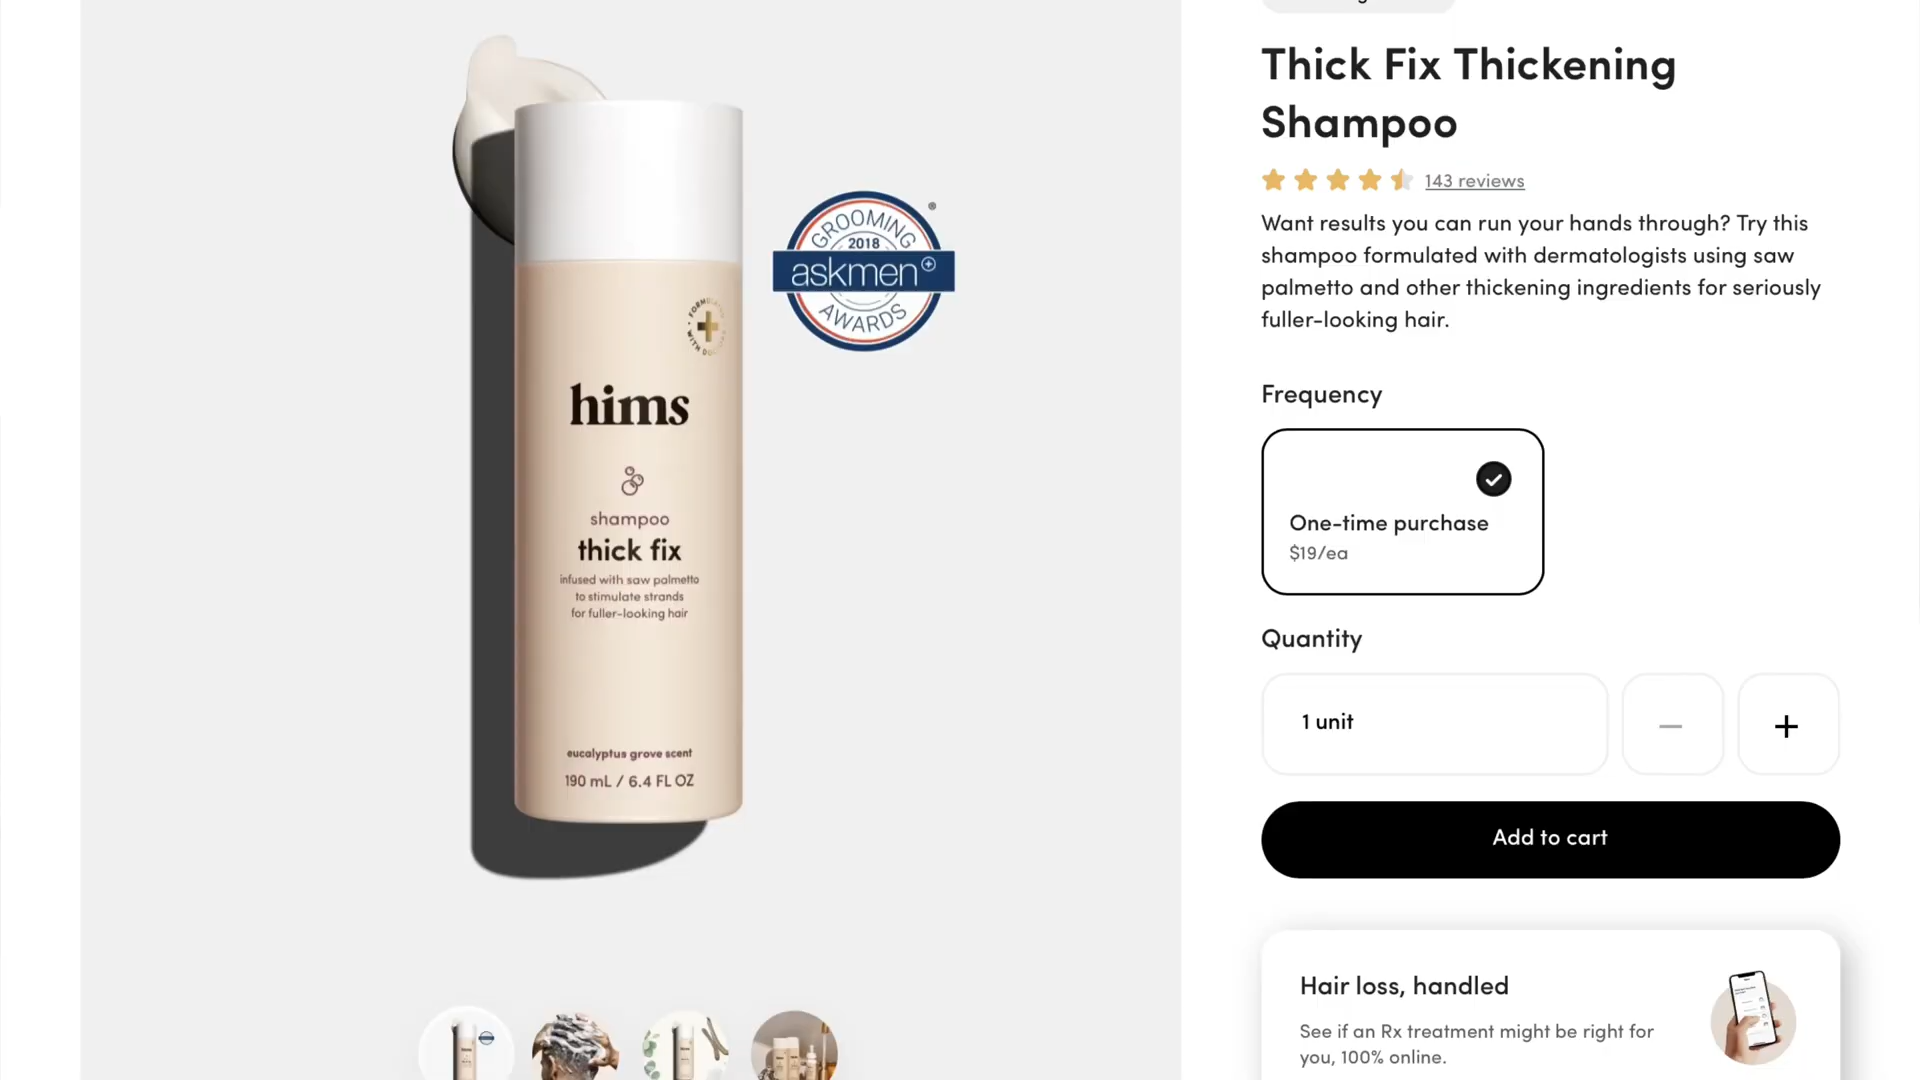 Thick Fix Thickening
Shampoo
143 reviews
Want results you can run your hands through? Try this
shampoo formulated with dermatologists using saw
palmetto and other thickening ingredients for seriously
fuller-looking hair.
Frequency
One-time purchase
$19/ea
Quantity
1 unit
Add to cart
Hair loss, handled
See if an Rx treatment might be right for
you, 100% online.
GROOMING
2018
askmen
AWARDS
®
hims
shampoo
thick fix
infused with saw palmetto
to stimulate strands
for fuller-looking hair
eucalyptus grove scent
190 mL / 6.4 FL OZ